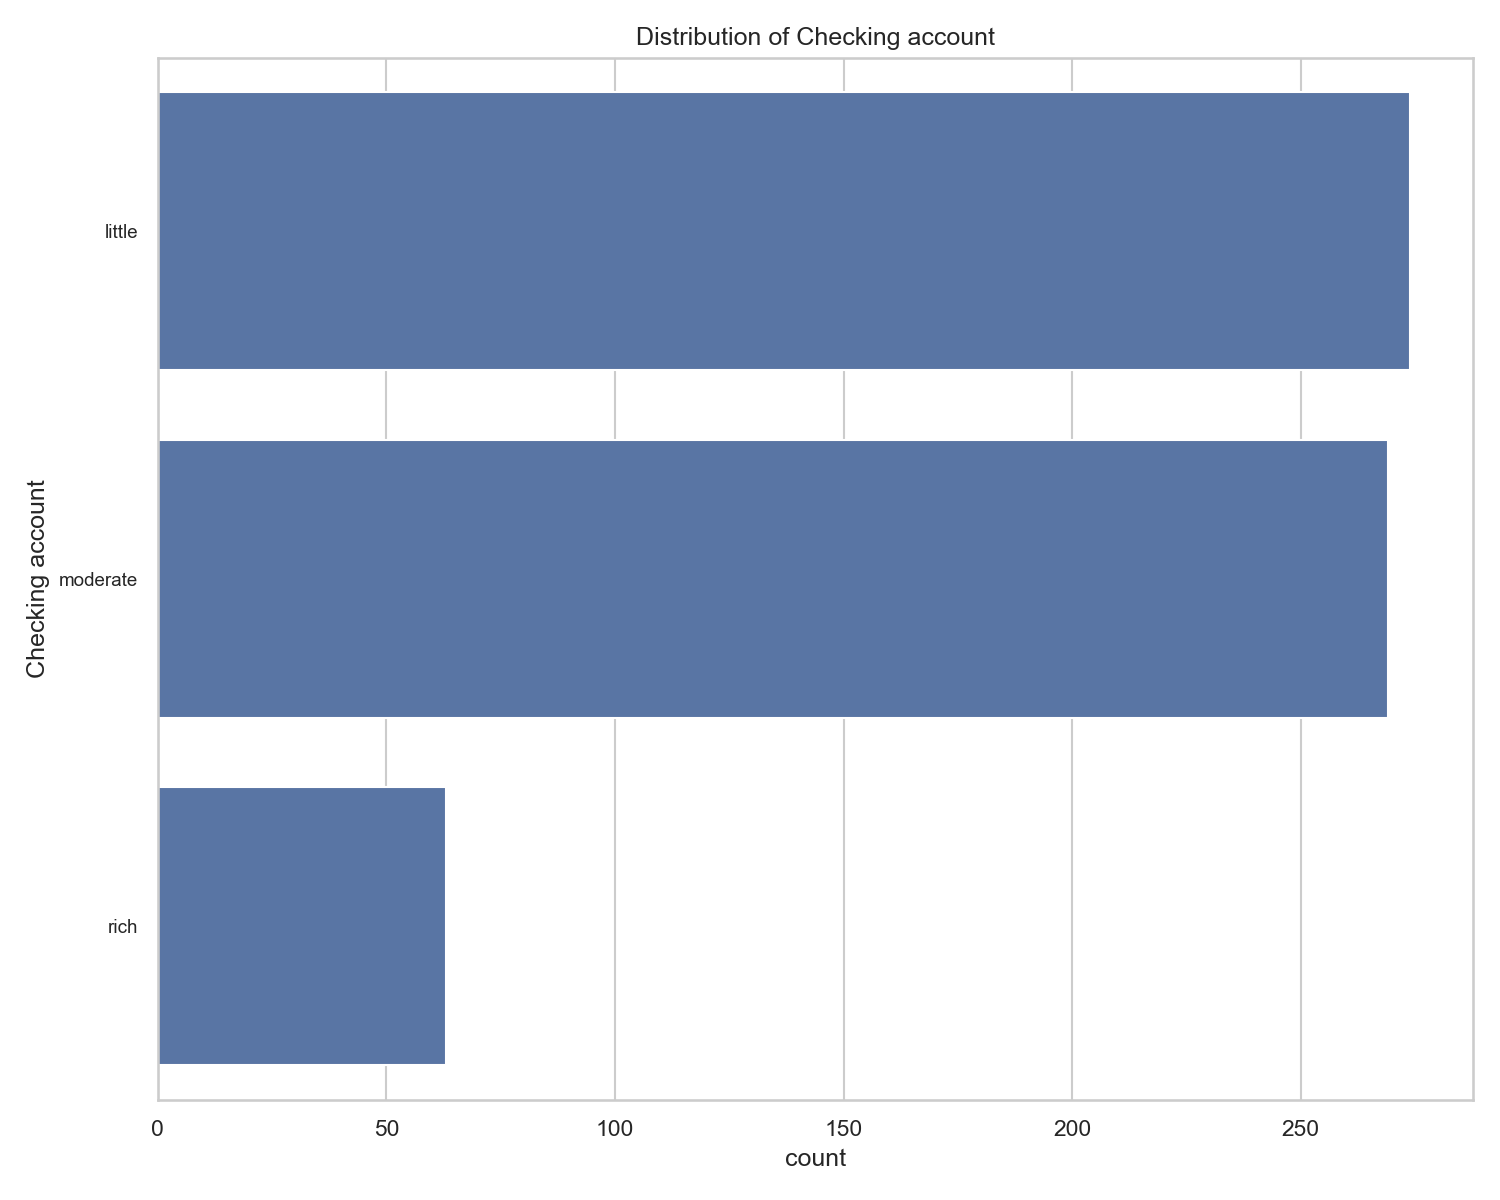 Distribution of Checking account
Checking account
little
moderate
rich
0 50 100 150 200 250
count